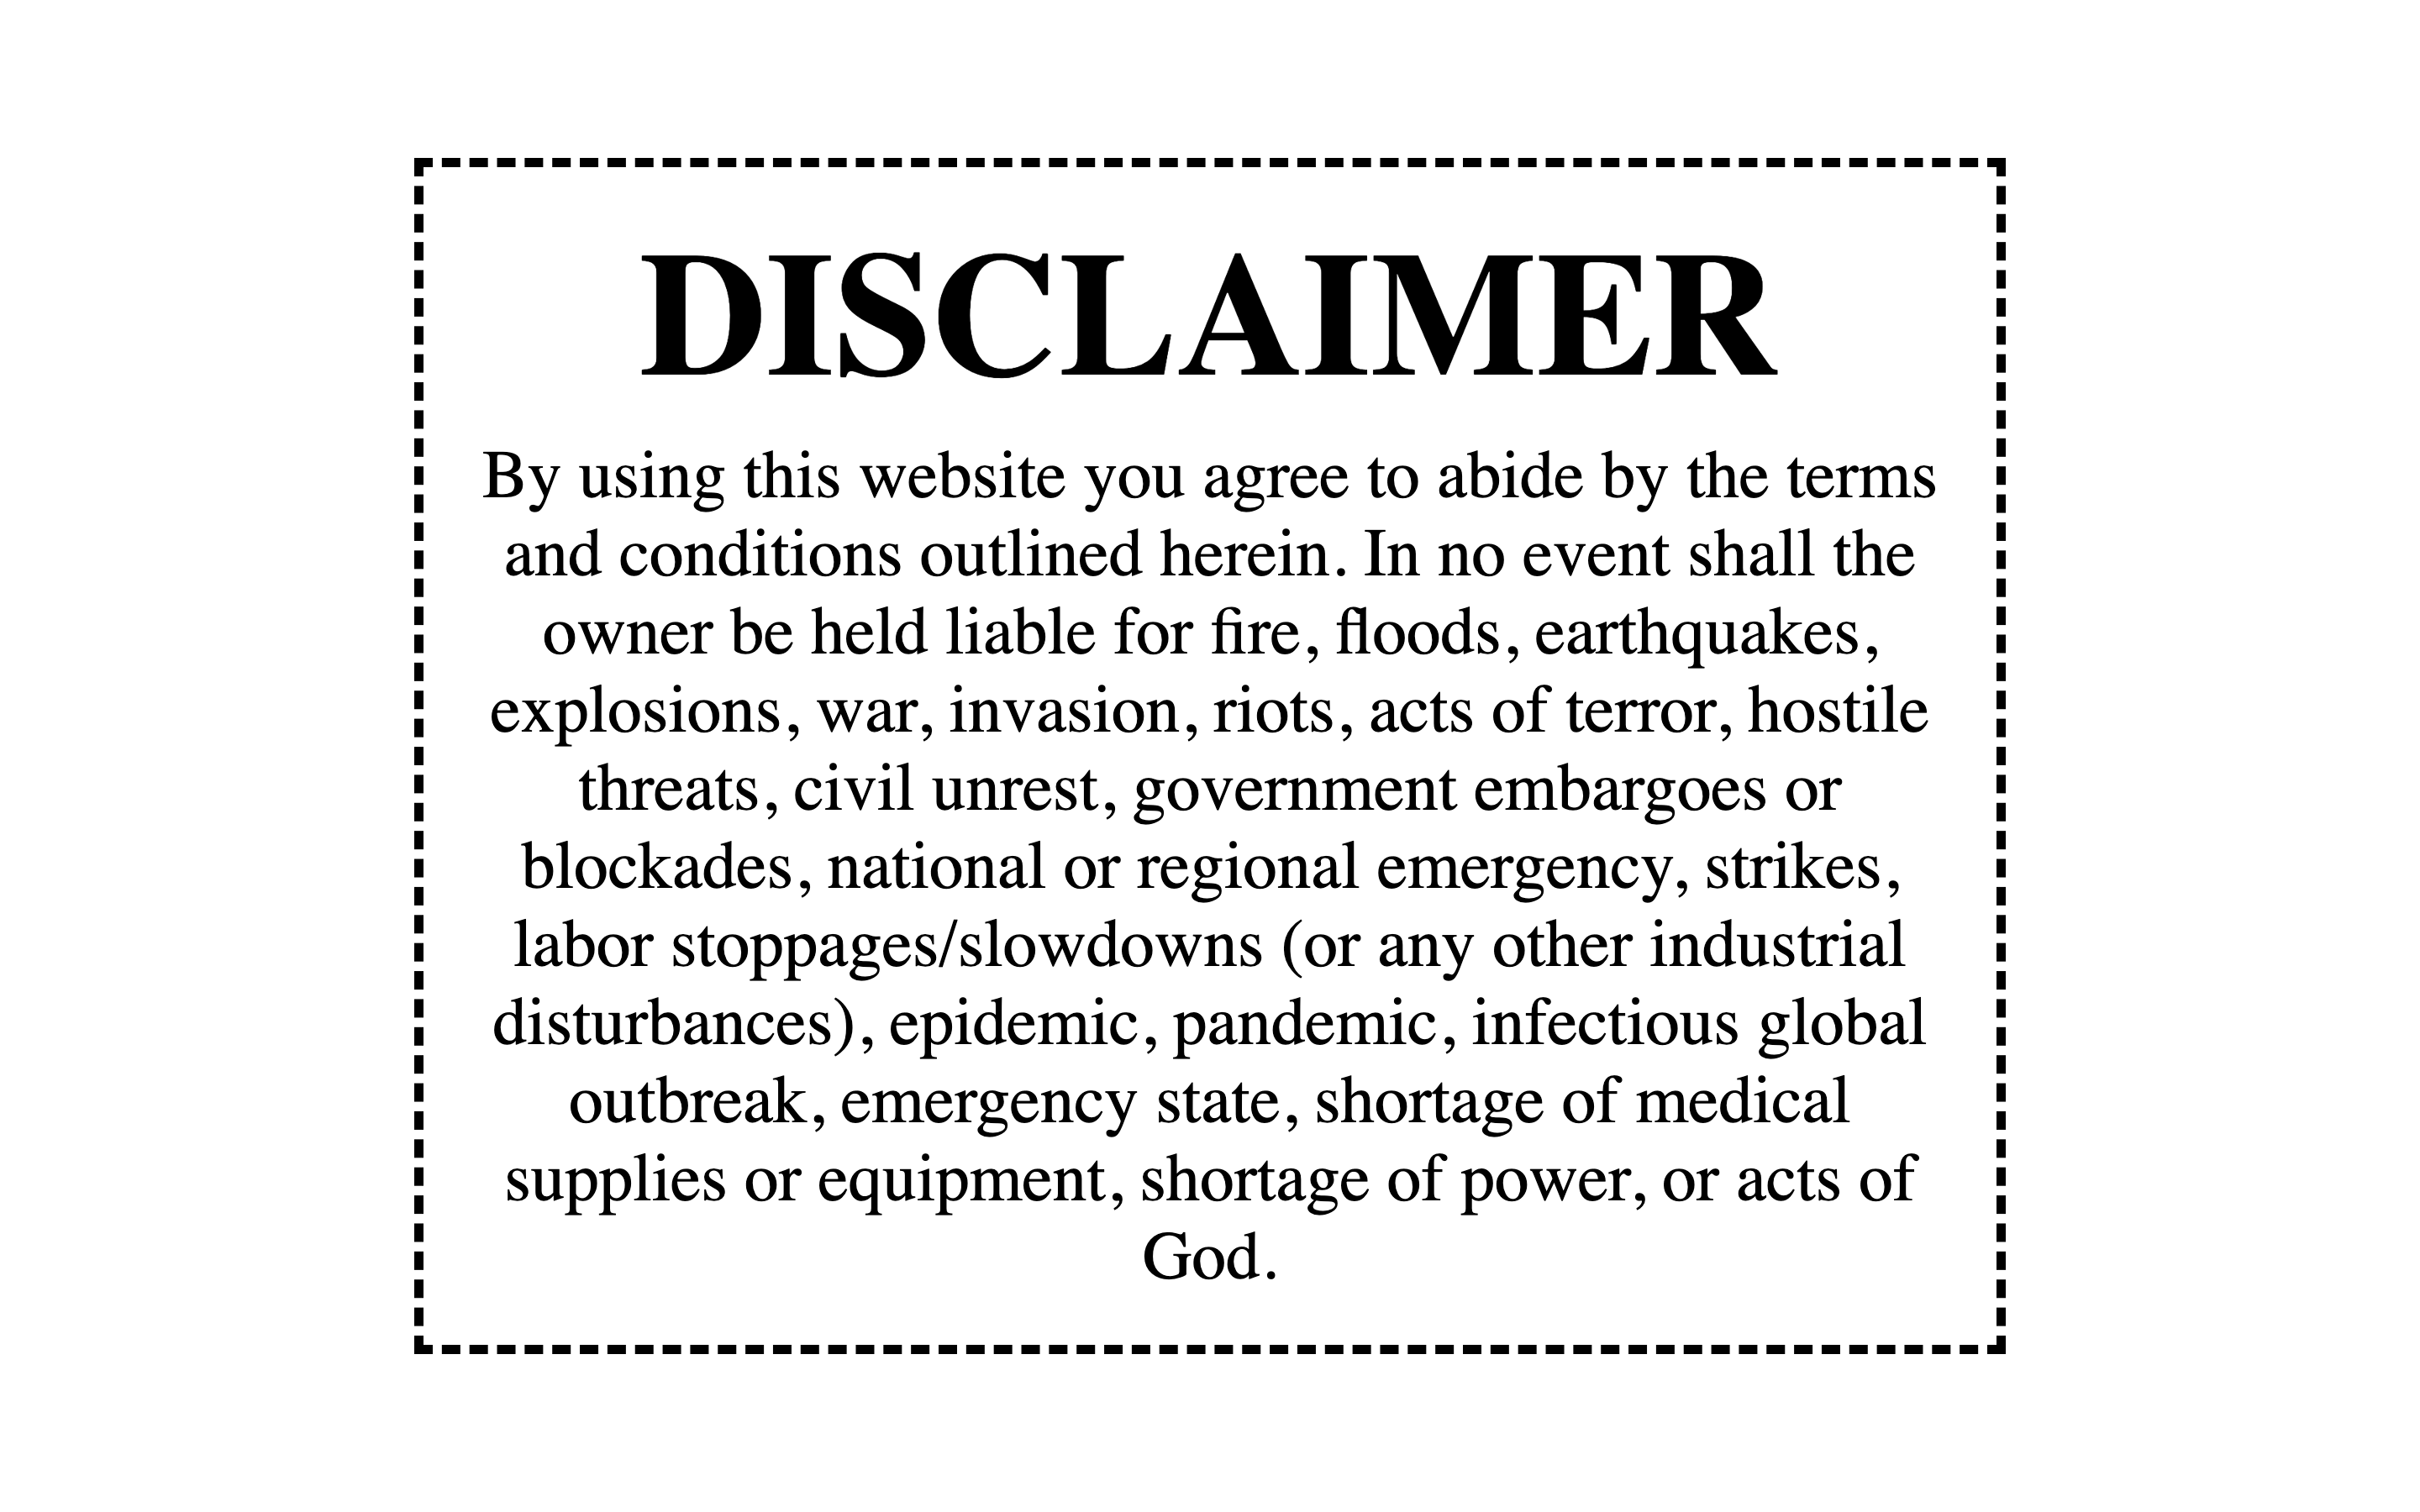 DISCLAIMER
By using this website you agree to abide by the terms
and conditions outlined herein. In no event shall the
owner be held liable for fire, floods, earthquakes,
explosions, war, invasion, riots, acts of terror, hostile
threats, civil unrest, government embargoes or
blockades, national or regional emergency, strikes,
labor stoppages/slowdowns (or any other industrial
disturbances), epidemic, pandemic, infectious global
outbreak, emergency state, shortage of medical
supplies or equipment, shortage of power, or acts of
God.